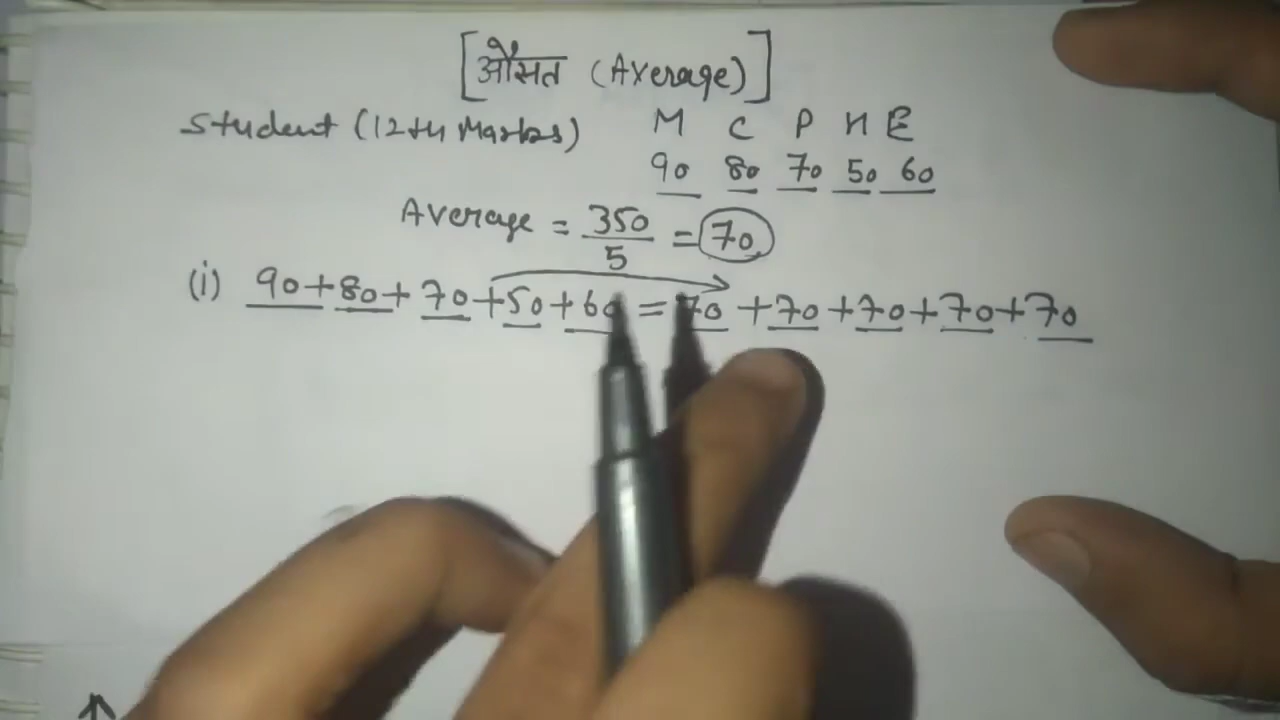 [औसत (Average)]
Student (12th Marks) M C P H E
90 80 70 50 60
Average = 350/5 = 70
(i) 90+80+70+50+60 = 70+70+70+70+70